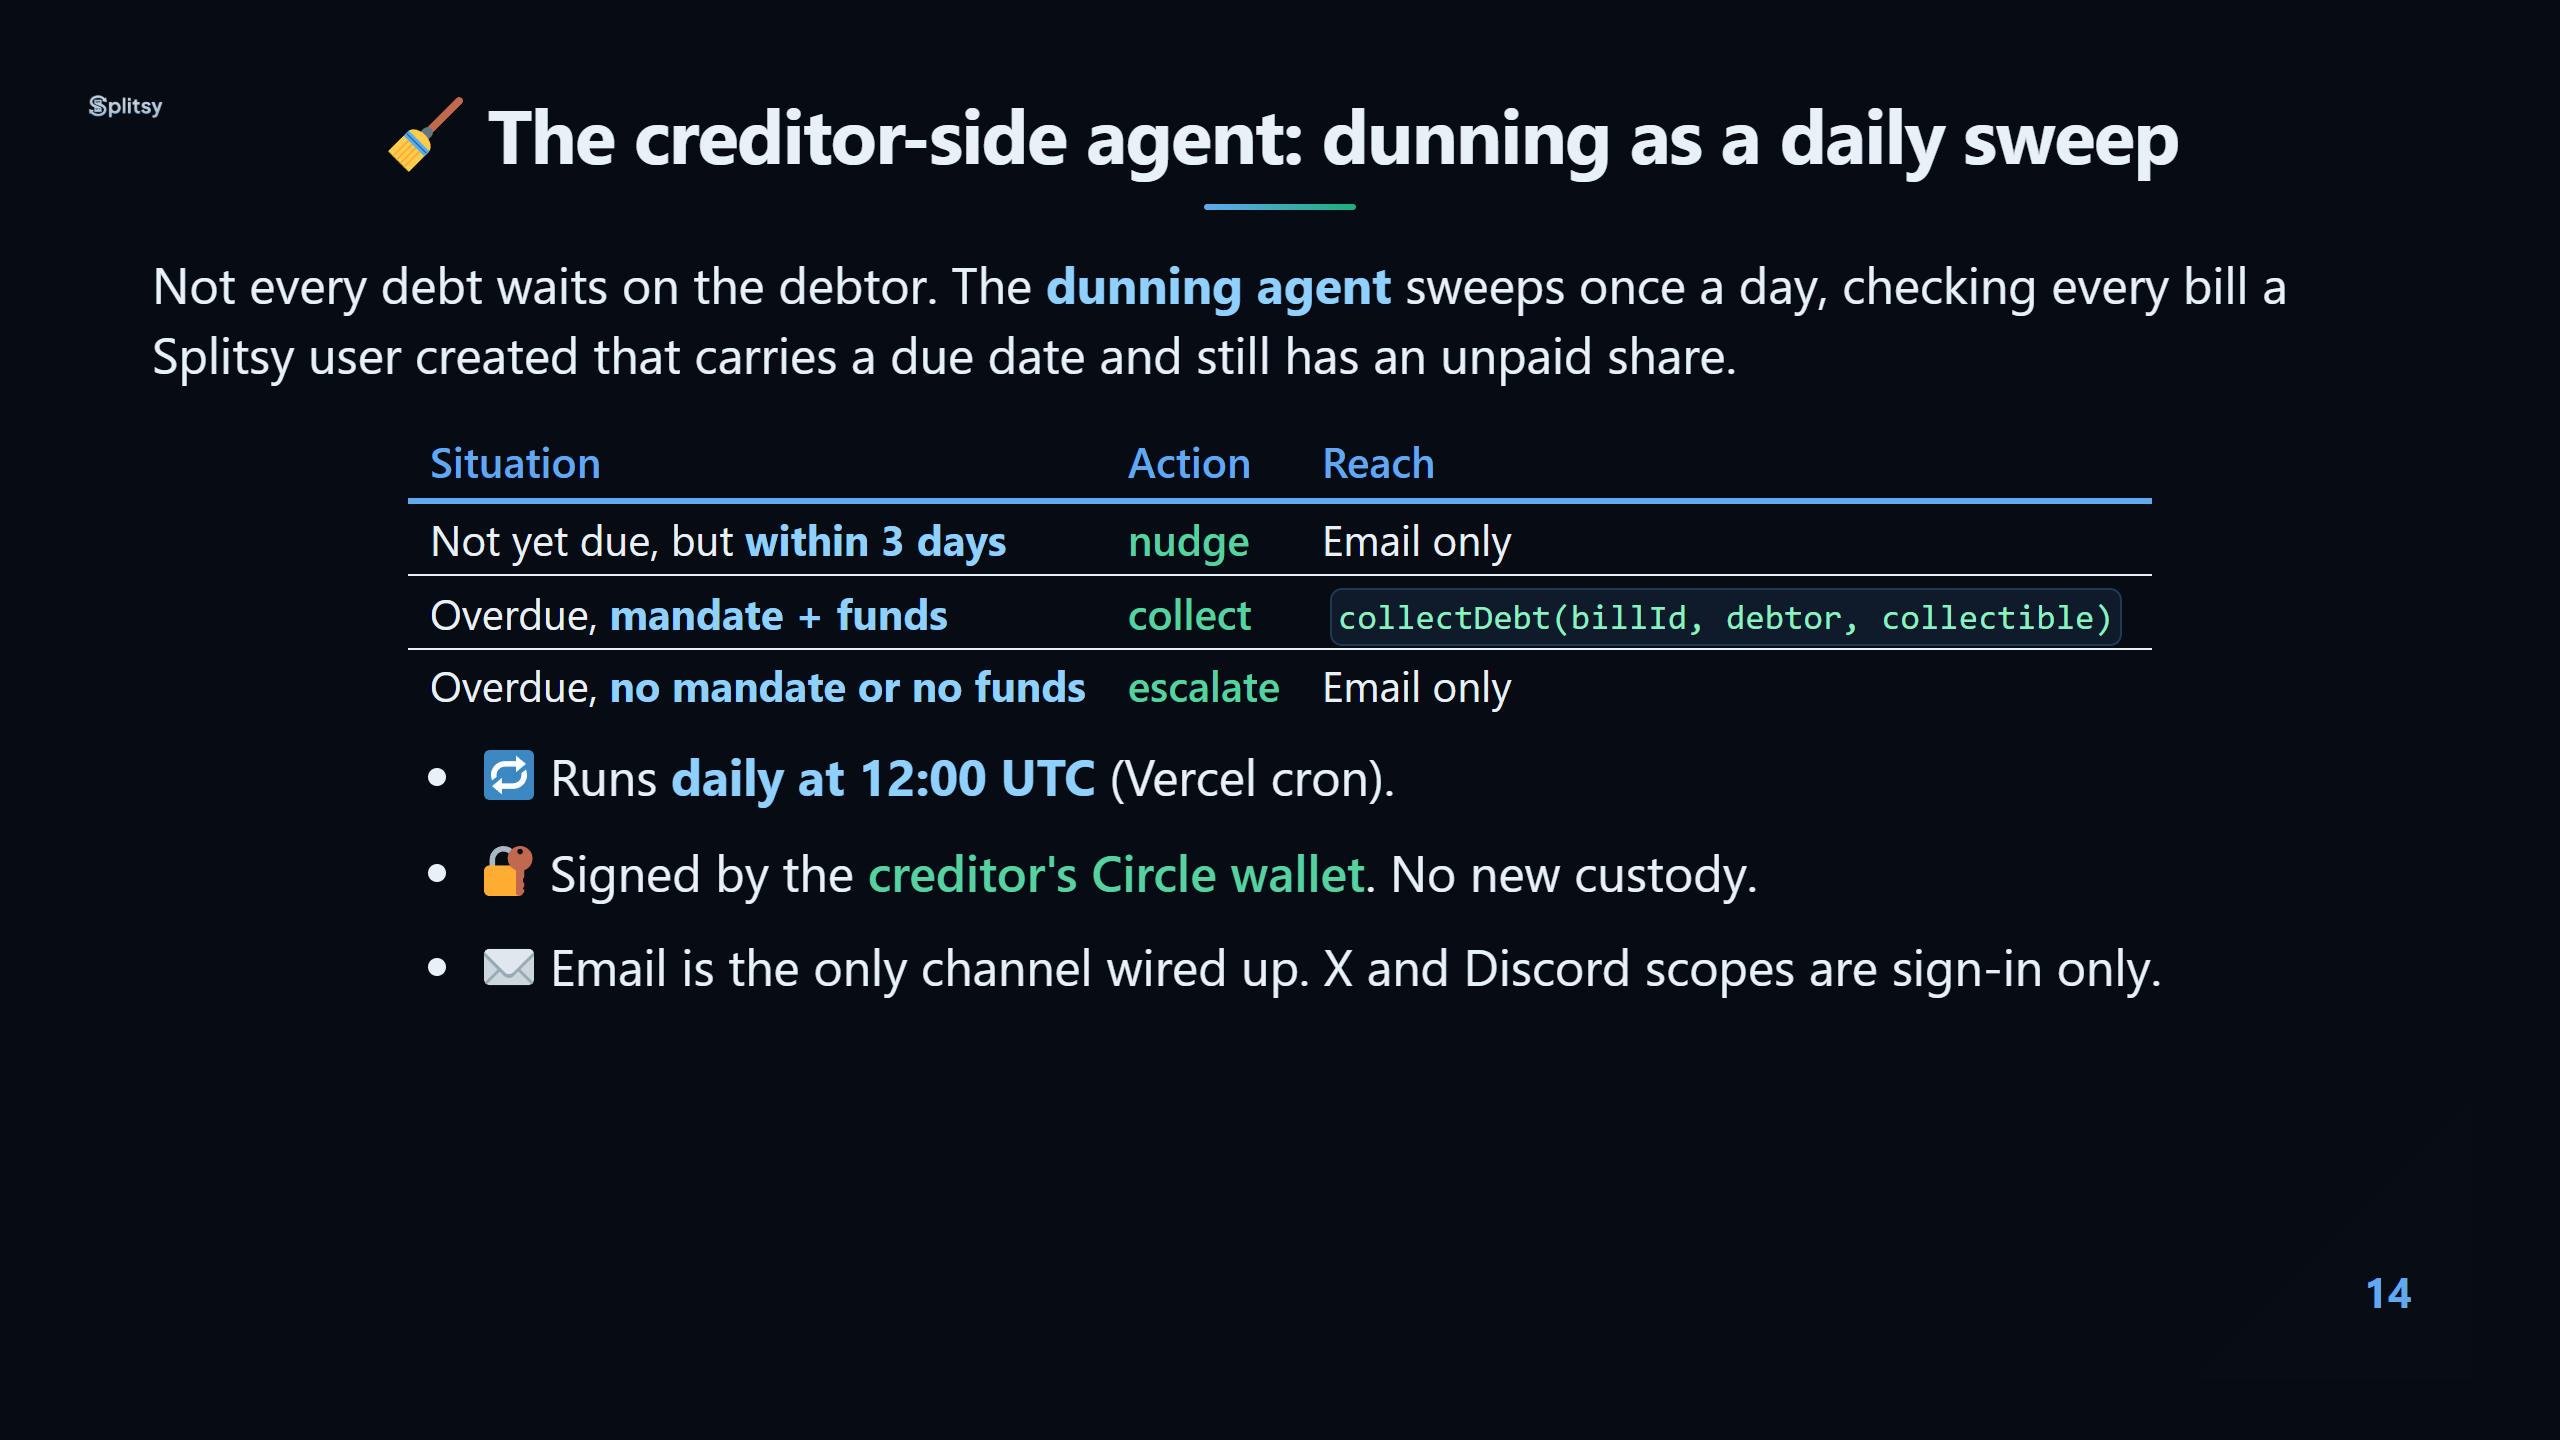 Splitsy
🧹 The creditor-side agent: dunning as a daily sweep
Not every debt waits on the debtor. The dunning agent sweeps once a day, checking every bill a
Splitsy user created that carries a due date and still has an unpaid share.
Situation Action Reach
Not yet due, but within 3 days nudge Email only
Overdue, mandate + funds collect collectDebt(billId, debtor, collectible)
Overdue, no mandate or no funds escalate Email only
• 🔁 Runs daily at 12:00 UTC (Vercel cron).
• 🔐 Signed by the creditor's Circle wallet. No new custody.
• ✉️ Email is the only channel wired up. X and Discord scopes are sign-in only.
14